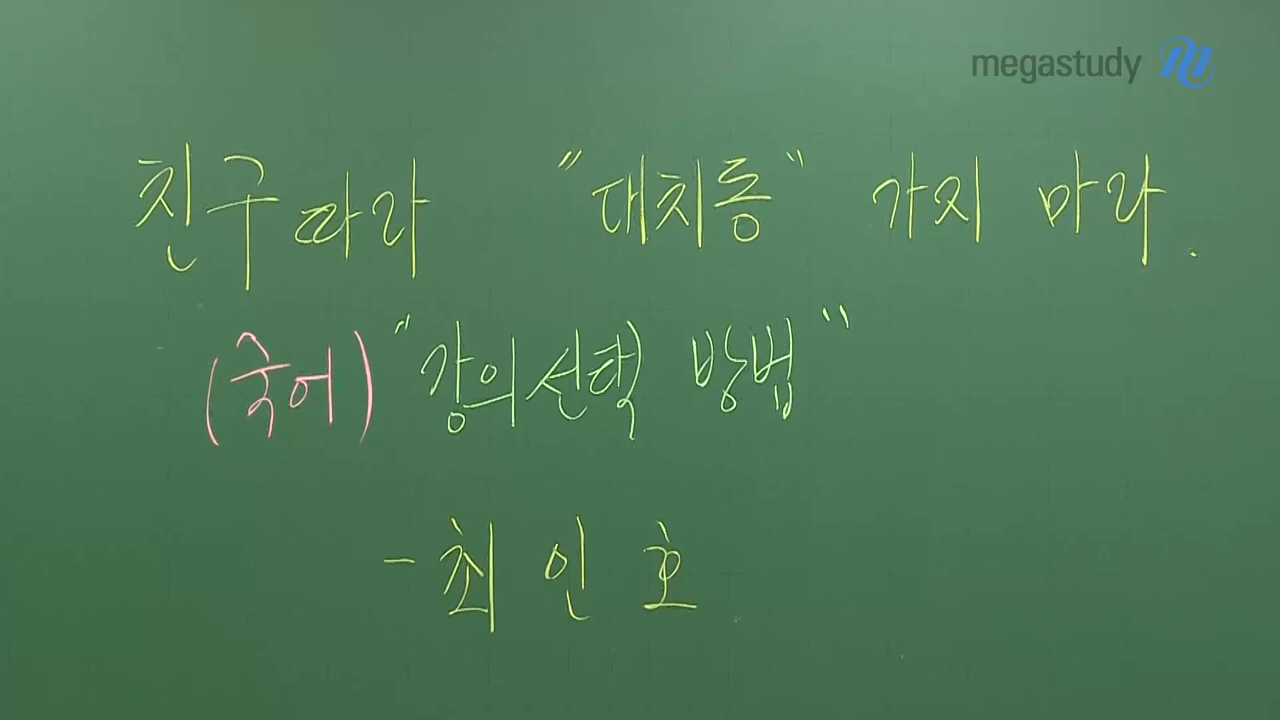 megastudy
친구따라 "대치동" 가지 마라.
(국어) "강의선택 방법"
- 최 인 호